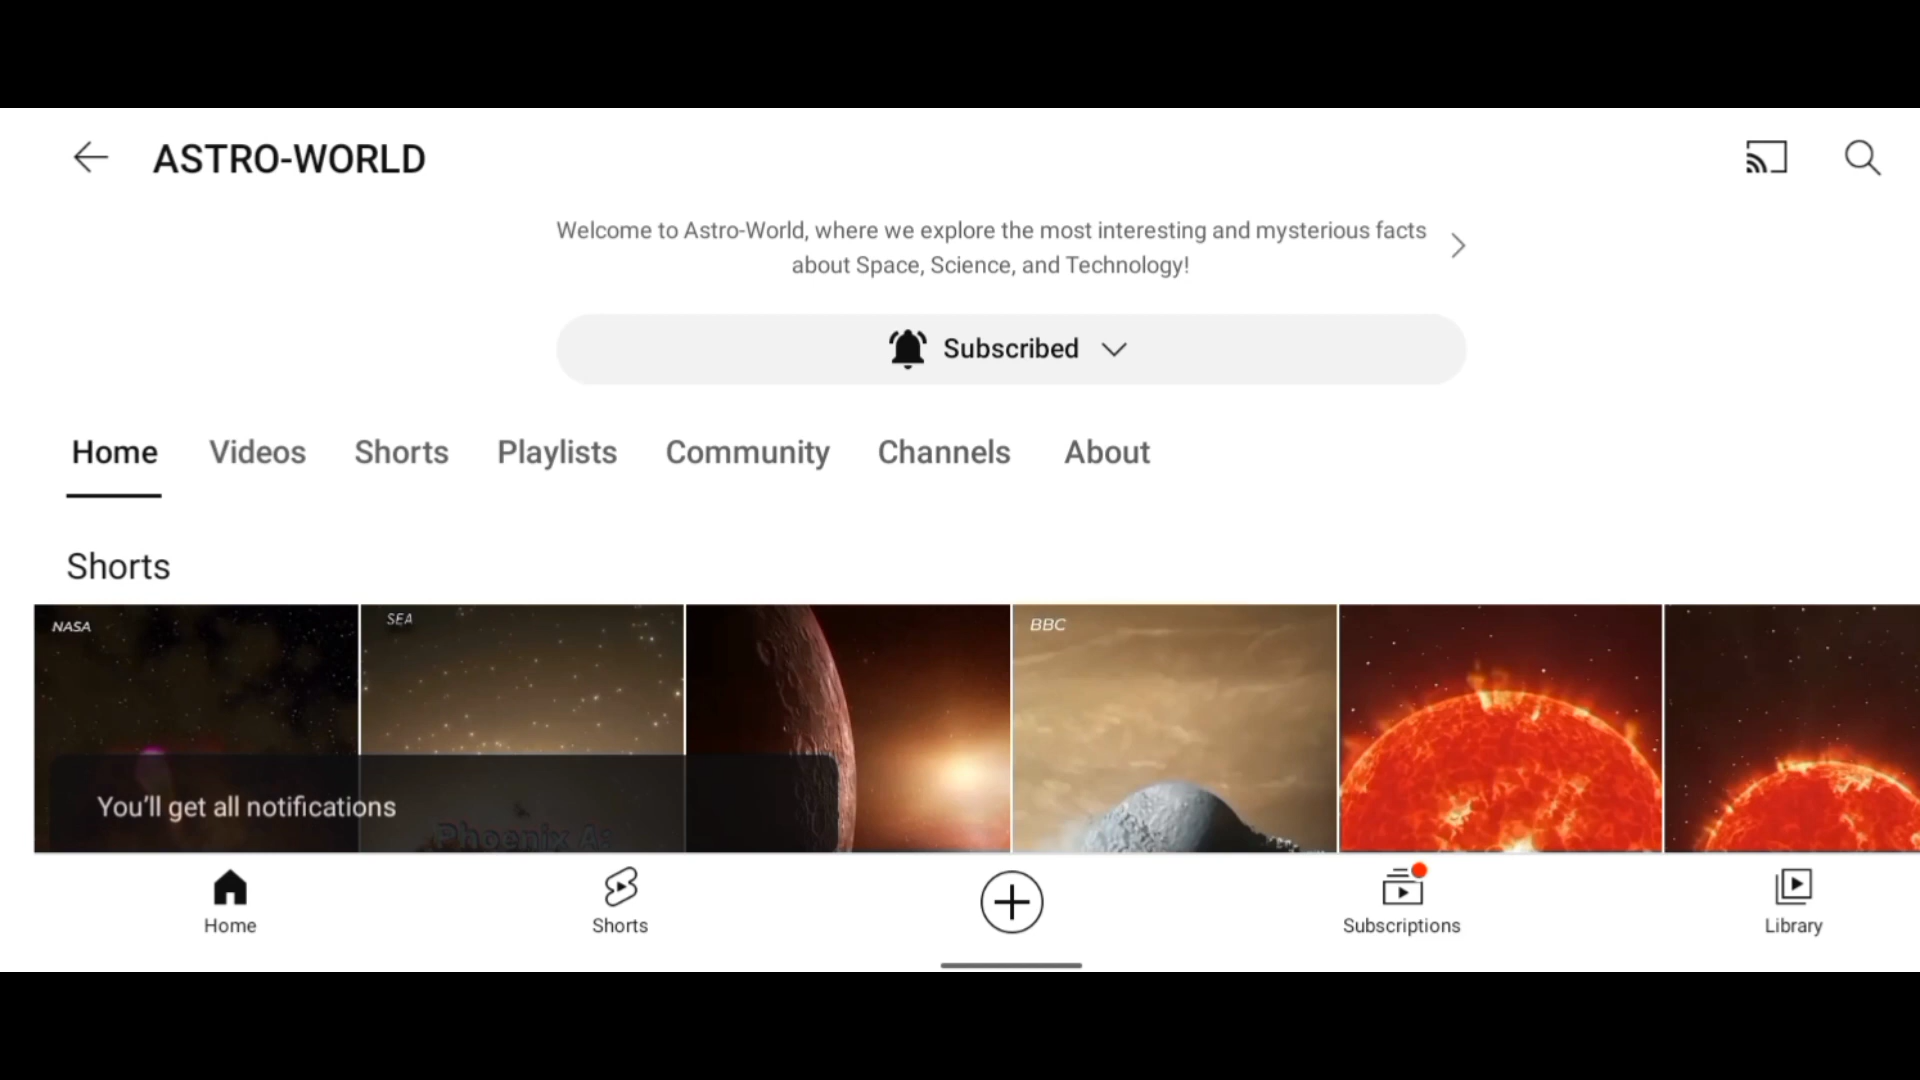 ASTRO-WORLD
Welcome to Astro-World, where we explore the most interesting and mysterious facts
about Space, Science, and Technology!
Subscribed
Home Videos Shorts Playlists Community Channels About
Shorts
NASA
SEA
BBC
You’ll get all notifications
Phoenix A:
Home Shorts Subscriptions Library